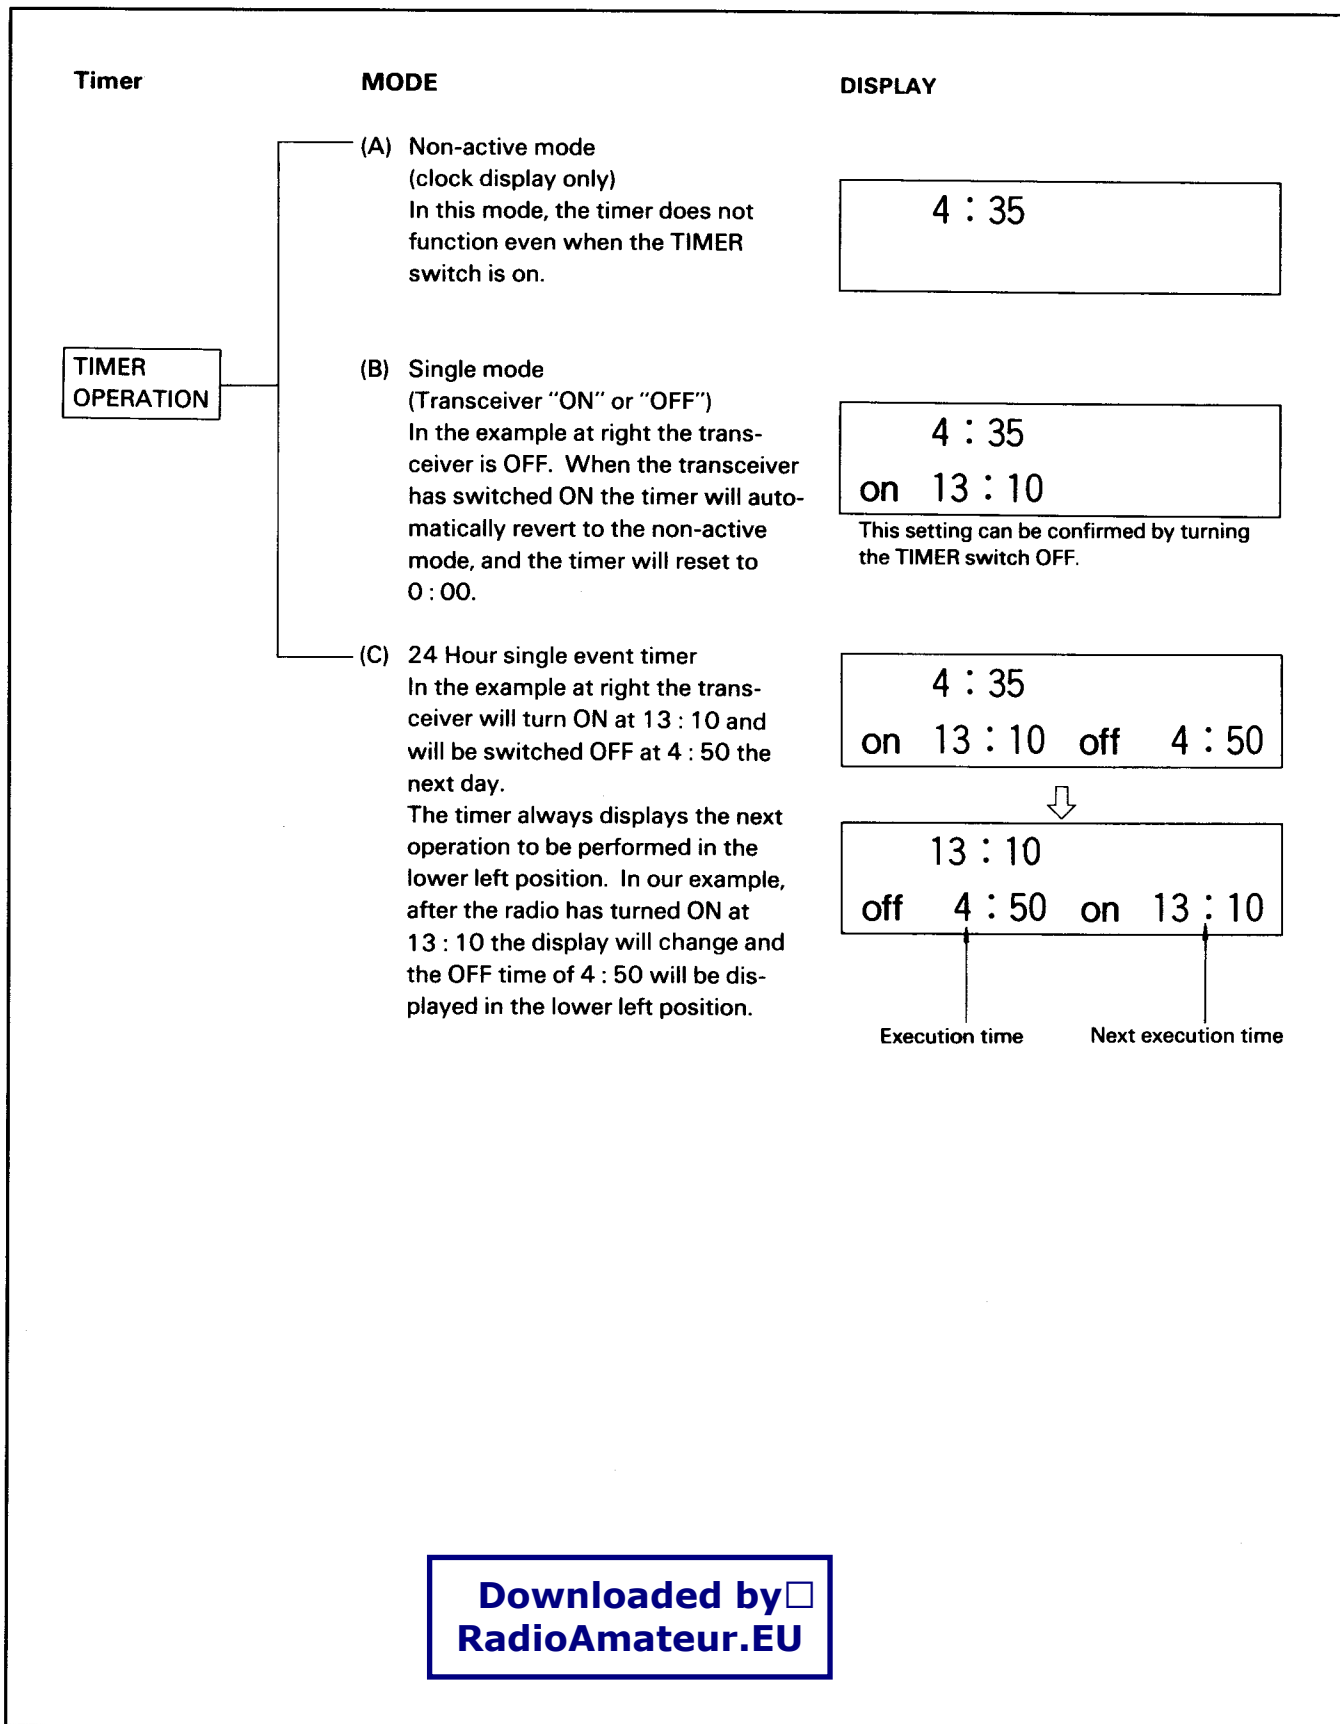 Timer
MODE
DISPLAY
(A) Non-active mode
(clock display only)
In this mode, the timer does not
function even when the TIMER
switch is on.
4 : 35
TIMER
OPERATION
(B) Single mode
(Transceiver "ON" or "OFF")
In the example at right the trans-
ceiver is OFF. When the transceiver
has switched ON the timer will auto-
matically revert to the non-active
mode, and the timer will reset to
0 : 00.
4 : 35
on 13 : 10
This setting can be confirmed by turning
the TIMER switch OFF.
(C) 24 Hour single event timer
In the example at right the trans-
ceiver will turn ON at 13 : 10 and
will be switched OFF at 4 : 50 the
next day.
The timer always displays the next
operation to be performed in the
lower left position. In our example,
after the radio has turned ON at
13 : 10 the display will change and
the OFF time of 4 : 50 will be dis-
played in the lower left position.
4 : 35
on 13 : 10 off 4 : 50
13 : 10
off 4 : 50 on 13 : 10
Execution time
Next execution time
Downloaded by□
RadioAmateur.EU